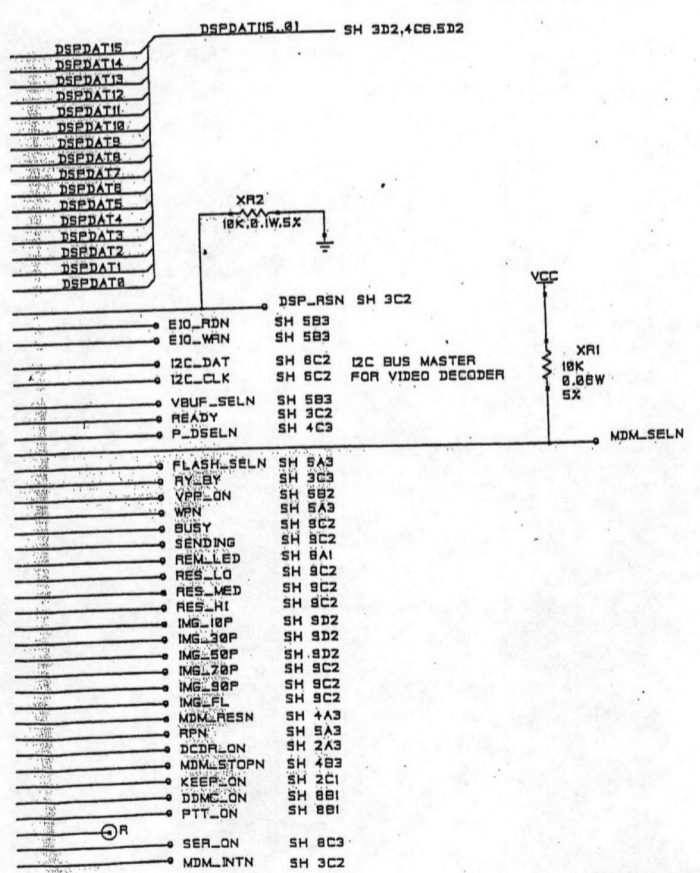 DSPDAT[15..0] SH 3D2,4C6,5D2
DSPDAT15
DSPDAT14
DSPDAT13
DSPDAT12
DSPDAT11
DSPDAT10
DSPDAT9
DSPDAT8
DSPDAT7
DSPDAT6
DSPDAT5
DSPDAT4
DSPDAT3
DSPDAT2
DSPDAT1
DSPDAT0
XR2
10K,0.1W,5%
DSP_RSN SH 3C2
VCC
EIO_RDN SH 5B3
EIO_WRN SH 5B3
I2C_DAT SH 6C2 I2C BUS MASTER
I2C_CLK SH 6C2 FOR VIDEO DECODER
XR1
10K
0.08W
5%
VBUF_SELN SH 5B3
READY SH 3C2
P_DSELN SH 4C3
MDM_SELN
FLASH_SELN SH 5A3
RY_BY SH 3C3
VPP_ON SH 5B2
WPN SH 5A3
BUSY SH 9C2
SENDING SH 9C2
REM_LED SH 8A1
RES_LO SH 9C2
RES_MED SH 9C2
RES_HI SH 9C2
IMG_10P SH 9D2
IMG_30P SH 9D2
IMG_50P SH 9D2
IMG_70P SH 9C2
IMG_90P SH 9C2
IMG_FL SH 9C2
MDM_RESN SH 4A3
RPN SH 5A3
DCDR_ON SH 2A3
MDM_STOPN SH 4B3
KEEP_ON SH 2C1
DDMC_ON SH 8B1
PTT_ON SH 8B1
R
SER_ON SH 8C3
MDM_INTN SH 3C2